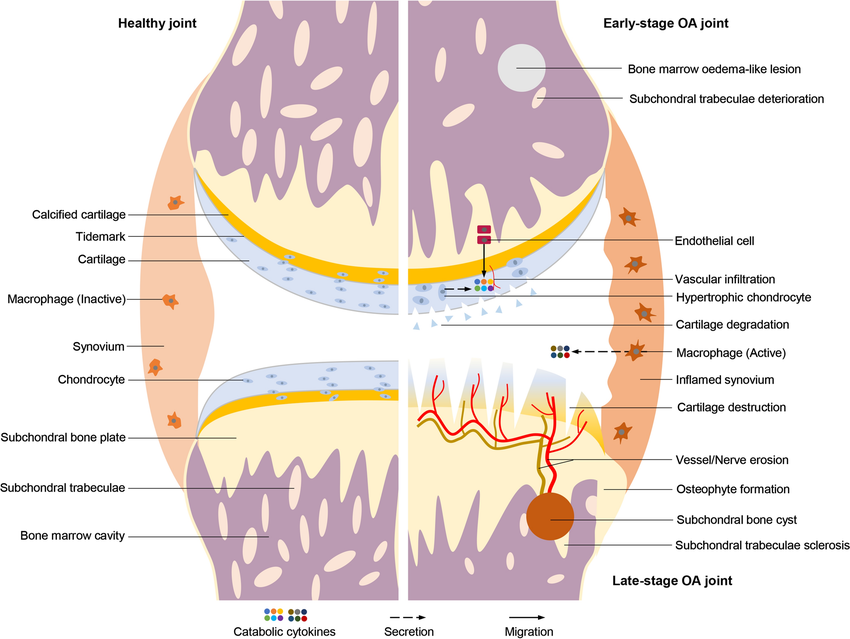 Healthy joint
Early-stage OA joint
Bone marrow oedema-like lesion
Subchondral trabeculae deterioration
Calcified cartilage
Tidemark
Cartilage
Macrophage (Inactive)
Synovium
Chondrocyte
Subchondral bone plate
Subchondral trabeculae
Bone marrow cavity
Endothelial cell
Vascular infiltration
Hypertrophic chondrocyte
Cartilage degradation
Macrophage (Active)
Inflamed synovium
Cartilage destruction
Vessel/Nerve erosion
Osteophyte formation
Subchondral bone cyst
Subchondral trabeculae sclerosis
Late-stage OA joint
Catabolic cytokines
Secretion
Migration